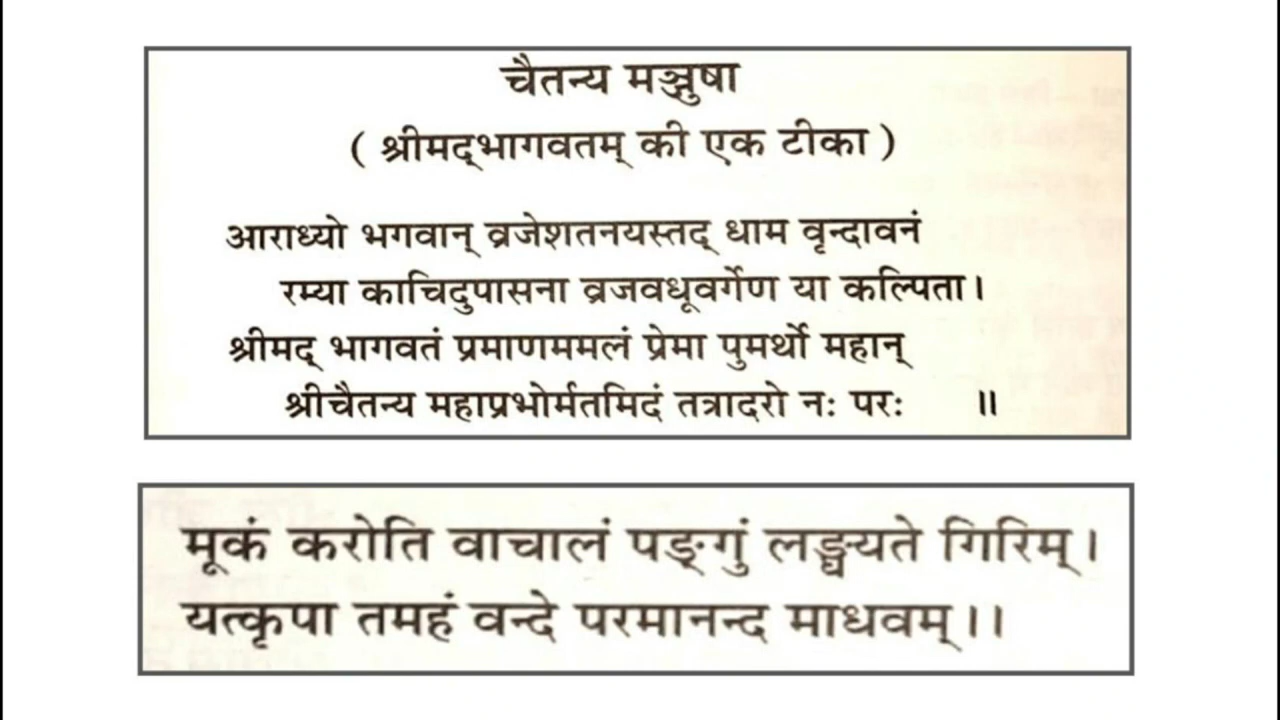 चैतन्य मञ्जुषा
( श्रीमद्भागवतम् की एक टीका )
आराध्यो भगवान् व्रजेशतनयस्तद् धाम वृन्दावनं
रम्या काचिदुपासना व्रजवधूवर्गेण या कल्पिता।
श्रीमद् भागवतं प्रमाणममलं प्रेमा पुमर्थो महान्
श्रीचैतन्य महाप्रभोर्मतमिदं तत्रादरो नः परः ॥
मूकं करोति वाचालं पङ्गुं लङ्घयते गिरिम्।
यत्कृपा तमहं वन्दे परमानन्द माधवम्।।